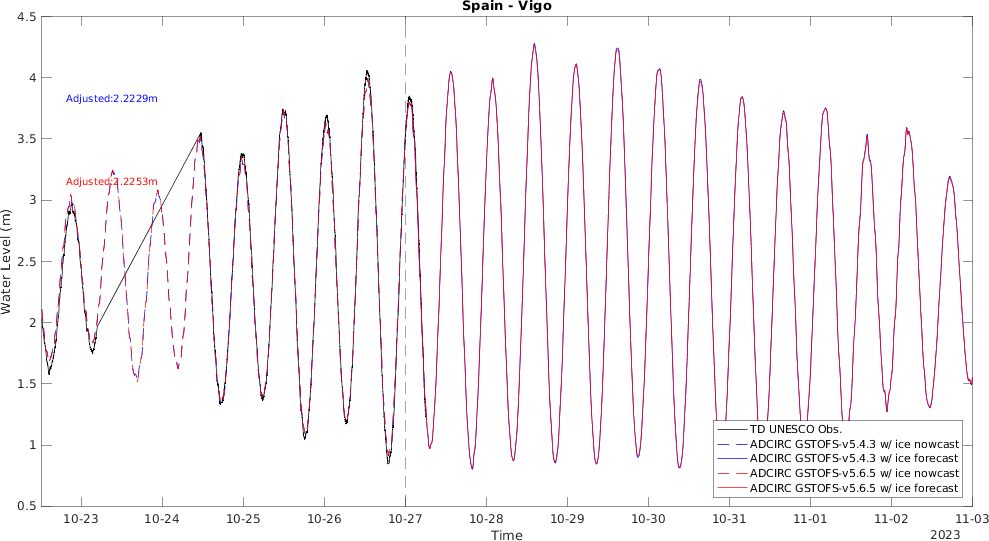 Spain - Vigo
4.5
4
3.5
3
2.5
2
1.5
1
0.5
Water Level (m)
Adjusted:2.2229m
Adjusted:2.2253m
TD UNESCO Obs.
ADCIRC GSTOFS-v5.4.3 w/ ice nowcast
ADCIRC GSTOFS-v5.4.3 w/ ice forecast
ADCIRC GSTOFS-v5.6.5 w/ ice nowcast
ADCIRC GSTOFS-v5.6.5 w/ ice forecast
10-23 10-24 10-25 10-26 10-27 10-28 10-29 10-30 10-31 11-01 11-02 11-03
Time
2023